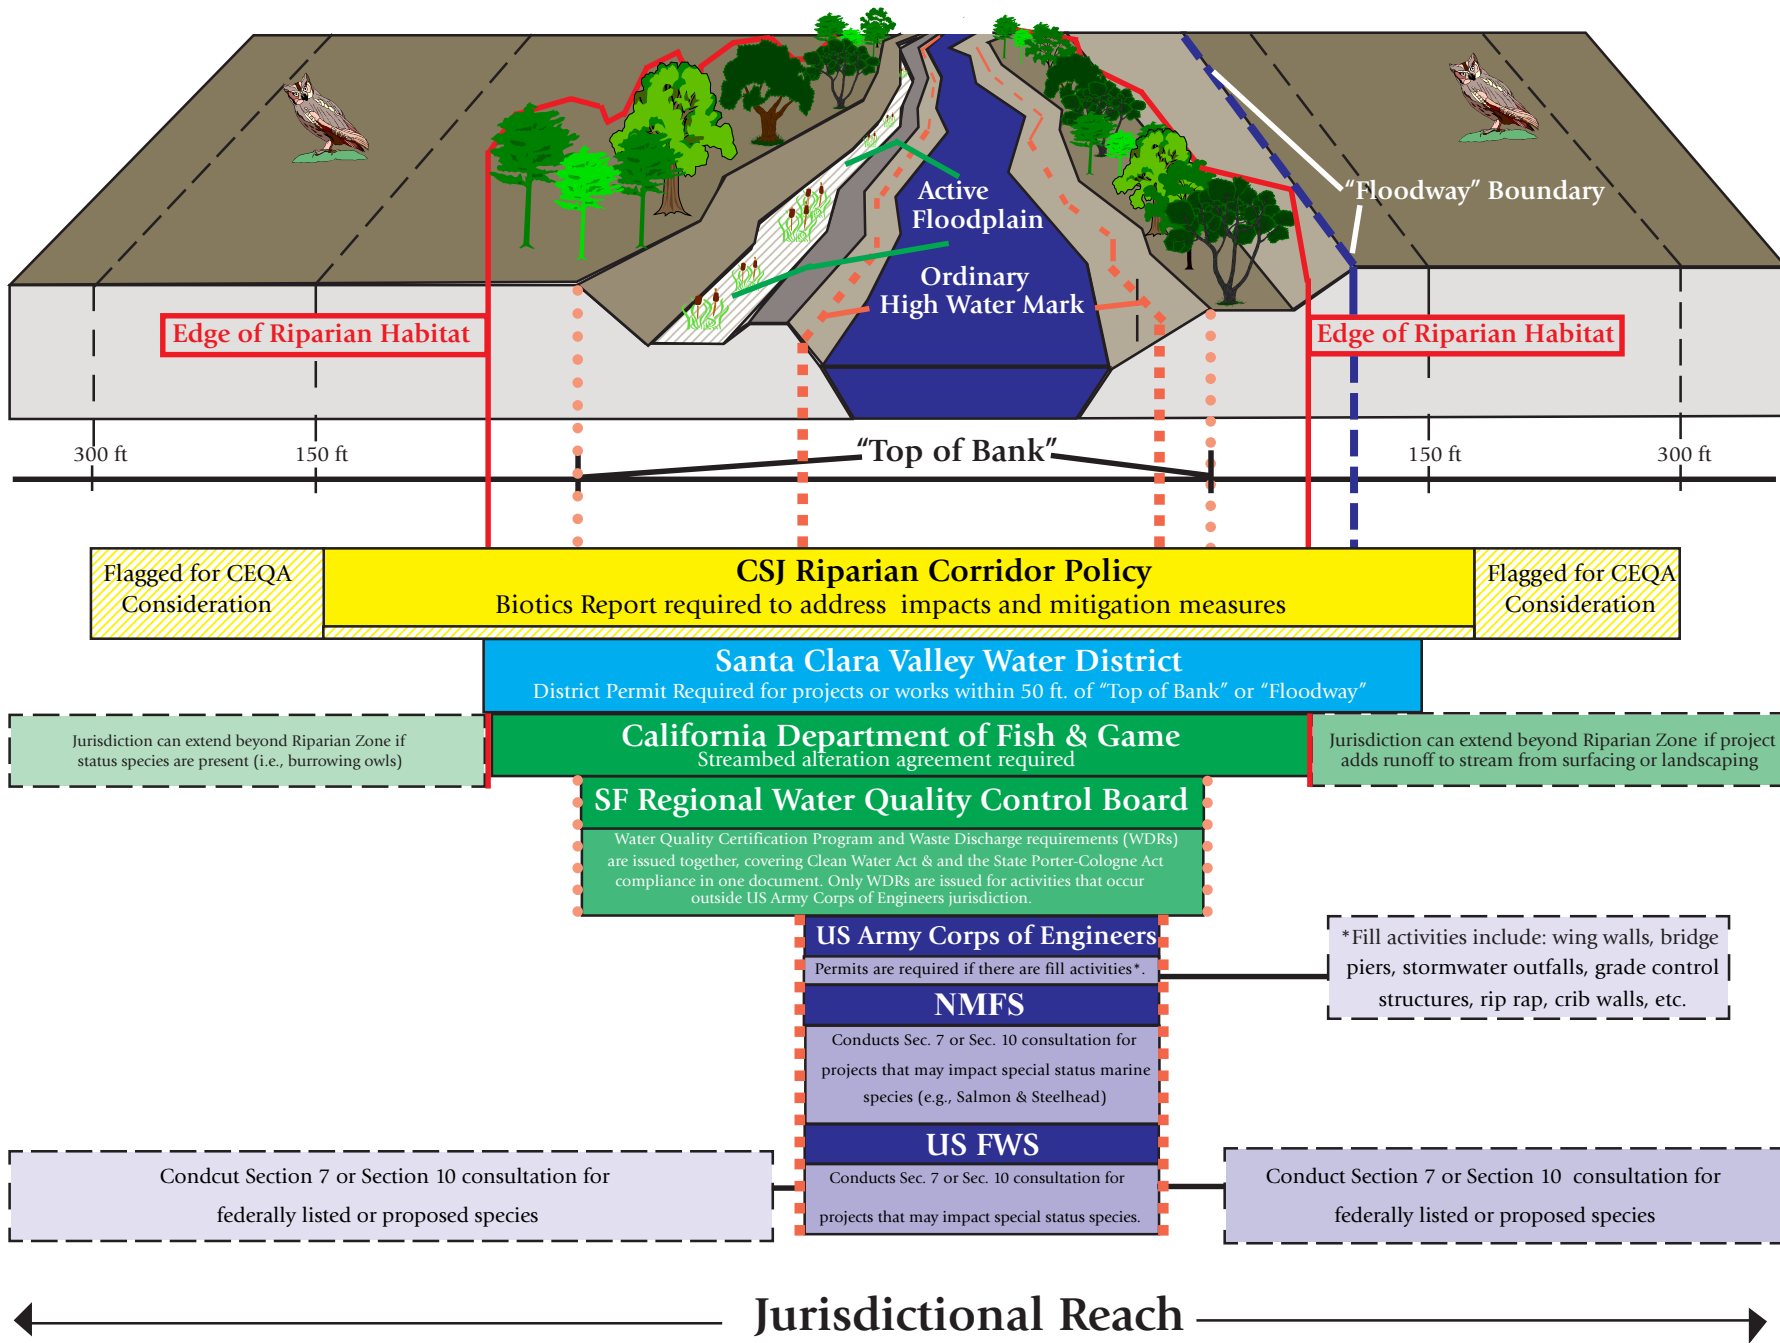 Active
Floodplain
"Floodway" Boundary
Ordinary
High Water Mark
Edge of Riparian Habitat
Edge of Riparian Habitat
300 ft
150 ft
"Top of Bank"
150 ft
300 ft
Flagged for CEQA
Consideration
CSJ Riparian Corridor Policy
Biotics Report required to address impacts and mitigation measures
Flagged for CEQA
Consideration
Santa Clara Valley Water District
District Permit Required for projects or works within 50 ft. of "Top of Bank" or "Floodway"
Jurisdiction can extend beyond Riparian Zone if
status species are present (i.e., burrowing owls)
California Department of Fish & Game
Streambed alteration agreement required
Jurisdiction can extend beyond Riparian Zone if project
adds runoff to stream from surfacing or landscaping
SF Regional Water Quality Control Board
Water Quality Certification Program and Waste Discharge requirements (WDRs)
are issued together, covering Clean Water Act & and the State Porter-Cologne Act
compliance in one document. Only WDRs are issued for activities that occur
outside US Army Corps of Engineers jurisdiction.
US Army Corps of Engineers
Permits are required if there are fill activities*.
*Fill activities include: wing walls, bridge
piers, stormwater outfalls, grade control
structures, rip rap, crib walls, etc.
NMFS
Conducts Sec. 7 or Sec. 10 consultation for
projects that may impact special status marine
species (e.g., Salmon & Steelhead)
US FWS
Conducts Sec. 7 or Sec. 10 consultation for
projects that may impact special status species.
Condcut Section 7 or Section 10 consultation for
federally listed or proposed species
Conduct Section 7 or Section 10 consultation for
federally listed or proposed species
Jurisdictional Reach